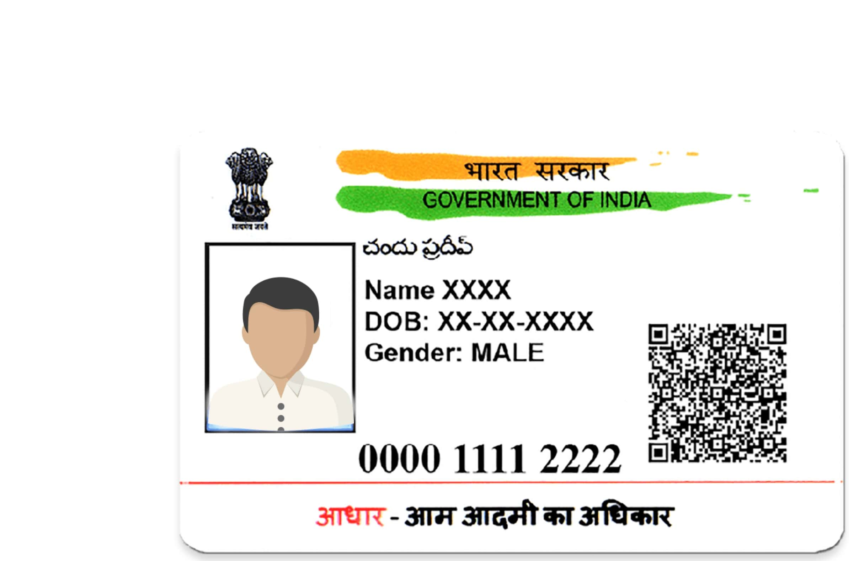 भारत सरकार
GOVERNMENT OF INDIA
सत्यमेव जयते
చందు ప్రదీప్
Name XXXX
DOB: XX-XX-XXXX
Gender: MALE
0000 1111 2222
आधार - आम आदमी का अधिकार